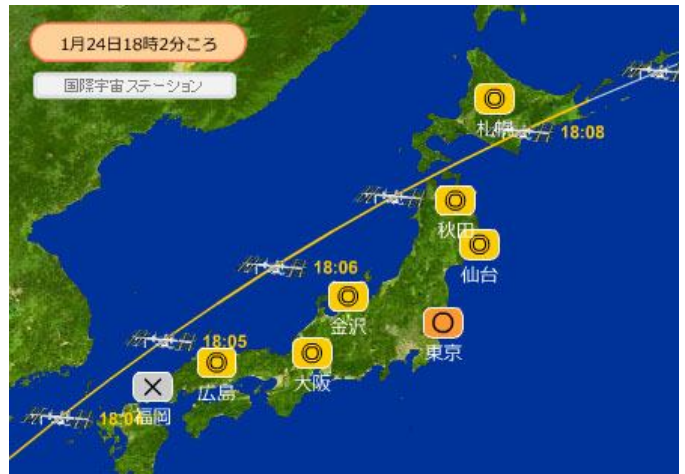 1月24日18時2分ころ
国際宇宙ステーション
札幌
18:08
秋田
仙台
18:06
金沢
東京
18:05
広島
大阪
福岡